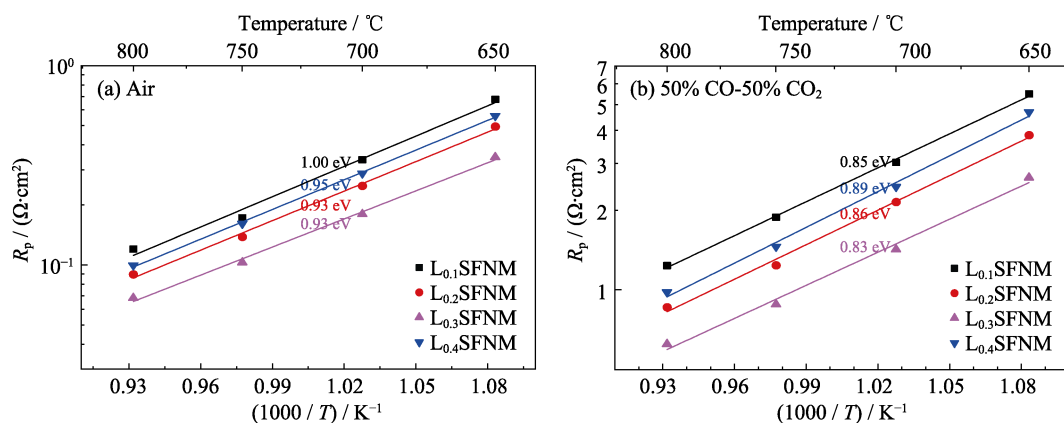 Temperature / ℃
800 750 700 650
10⁰
(a) Air
1.00 eV
0.95 eV
0.93 eV
0.93 eV
10⁻¹
Rₚ / (Ω·cm²)
L₀.₁SFNM
L₀.₂SFNM
L₀.₃SFNM
L₀.₄SFNM
0.93 0.96 0.99 1.02 1.05 1.08
(1000 / T) / K⁻¹
Temperature / ℃
800 750 700 650
7
6
5
4
3
2
1
(b) 50% CO-50% CO₂
0.85 eV
0.89 eV
0.86 eV
0.83 eV
Rₚ / (Ω·cm²)
L₀.₁SFNM
L₀.₂SFNM
L₀.₃SFNM
L₀.₄SFNM
0.93 0.96 0.99 1.02 1.05 1.08
(1000 / T) / K⁻¹